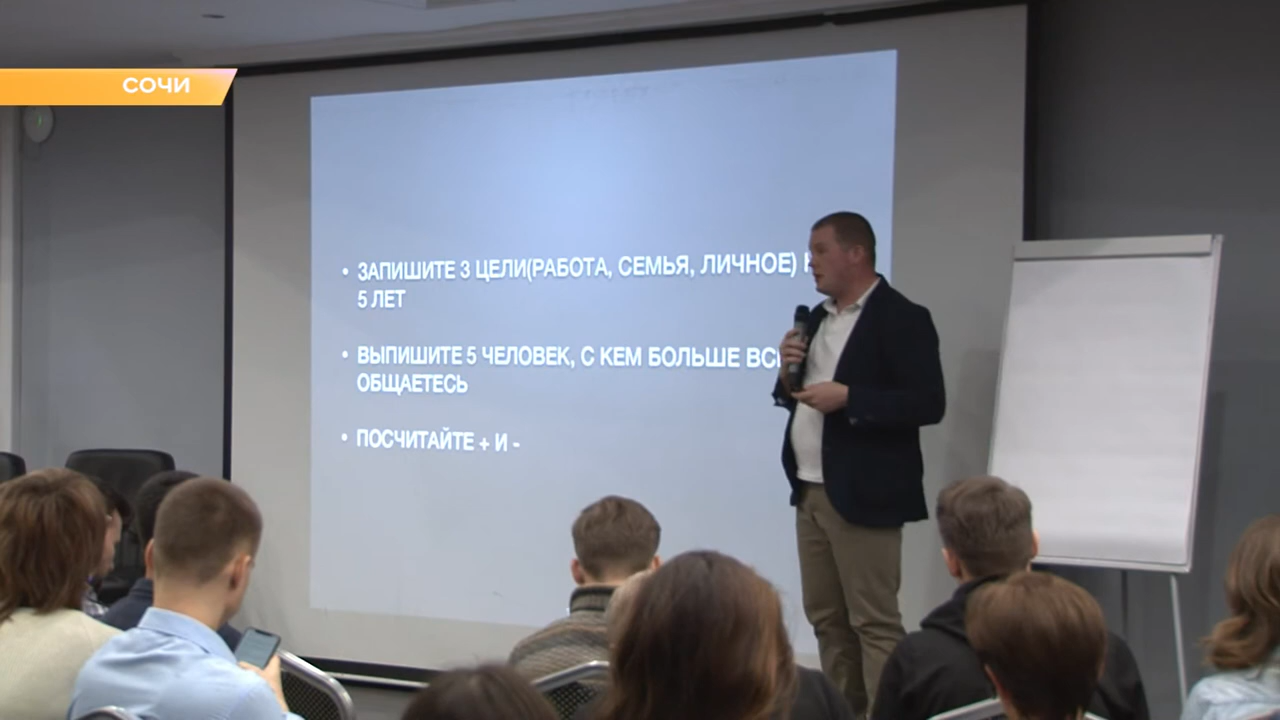 СОЧИ
• ЗАПИШИТЕ 3 ЦЕЛИ(РАБОТА, СЕМЬЯ, ЛИЧНОЕ)
5 ЛЕТ
• ВЫПИШИТЕ 5 ЧЕЛОВЕК, С КЕМ БОЛЬШЕ
ОБЩАЕТЕСЬ
• ПОСЧИТАЙТЕ + И -